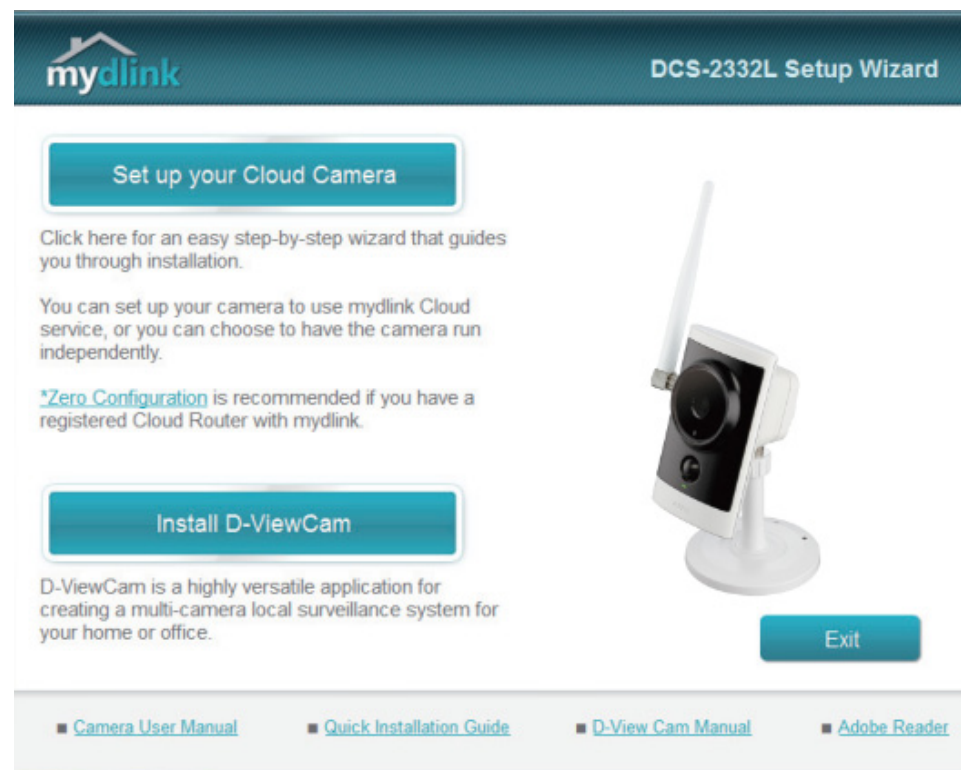 mydlink
DCS-2332L Setup Wizard
Set up your Cloud Camera
Click here for an easy step-by-step wizard that guides
you through installation.
You can set up your camera to use mydlink Cloud
service, or you can choose to have the camera run
independently.
*Zero Configuration is recommended if you have a
registered Cloud Router with mydlink.
Install D-ViewCam
D-ViewCam is a highly versatile application for
creating a multi-camera local surveillance system for
your home or office.
Exit
Camera User Manual
Quick Installation Guide
D-View Cam Manual
Adobe Reader